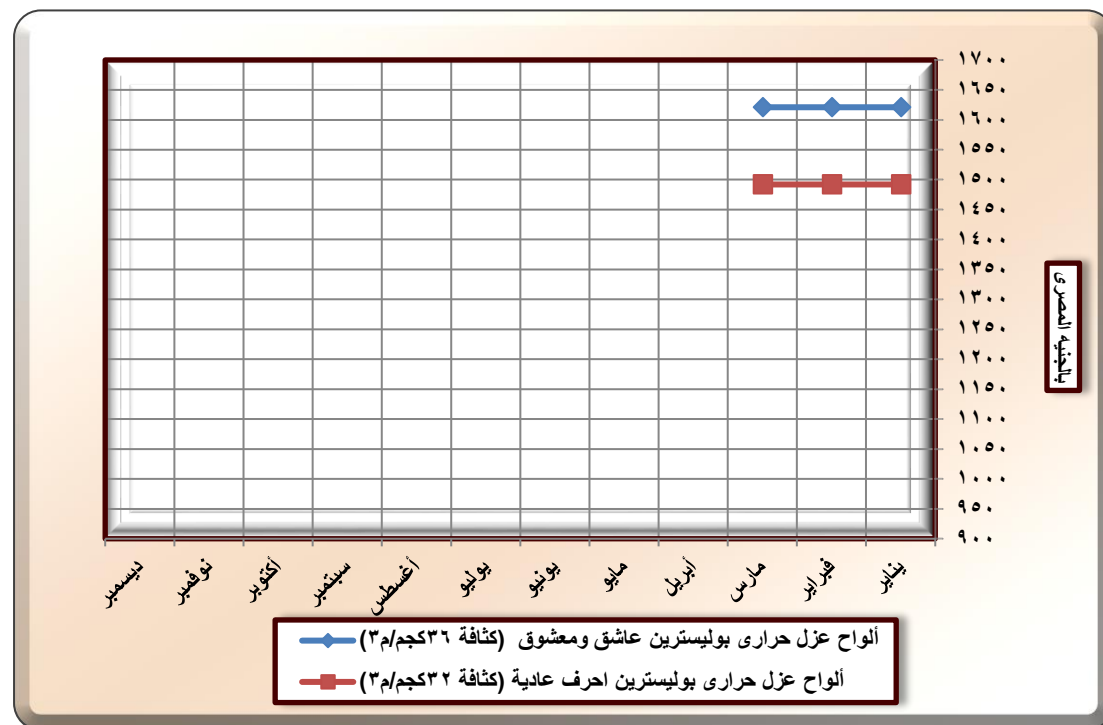 ١٧٠٠
١٦٥٠
١٦٠٠
١٥٥٠
١٥٠٠
١٤٥٠
١٤٠٠
١٣٥٠
١٣٠٠
١٢٥٠
١٢٠٠
١١٥٠
١١٠٠
١٠٥٠
١٠٠٠
٩٥٠
٩٠٠
بالجنيه المصرى
يناير
فبراير
مارس
أبريل
مايو
يونيو
يوليو
أغسطس
سبتمبر
أكتوبر
نوفمبر
ديسمبر
ألواح عزل حرارى بوليسترين عاشق ومعشوق (كثافة ٣٦كجم/م٣)
ألواح عزل حرارى بوليسترين احرف عادية (كثافة ٣٢كجم/م٣)